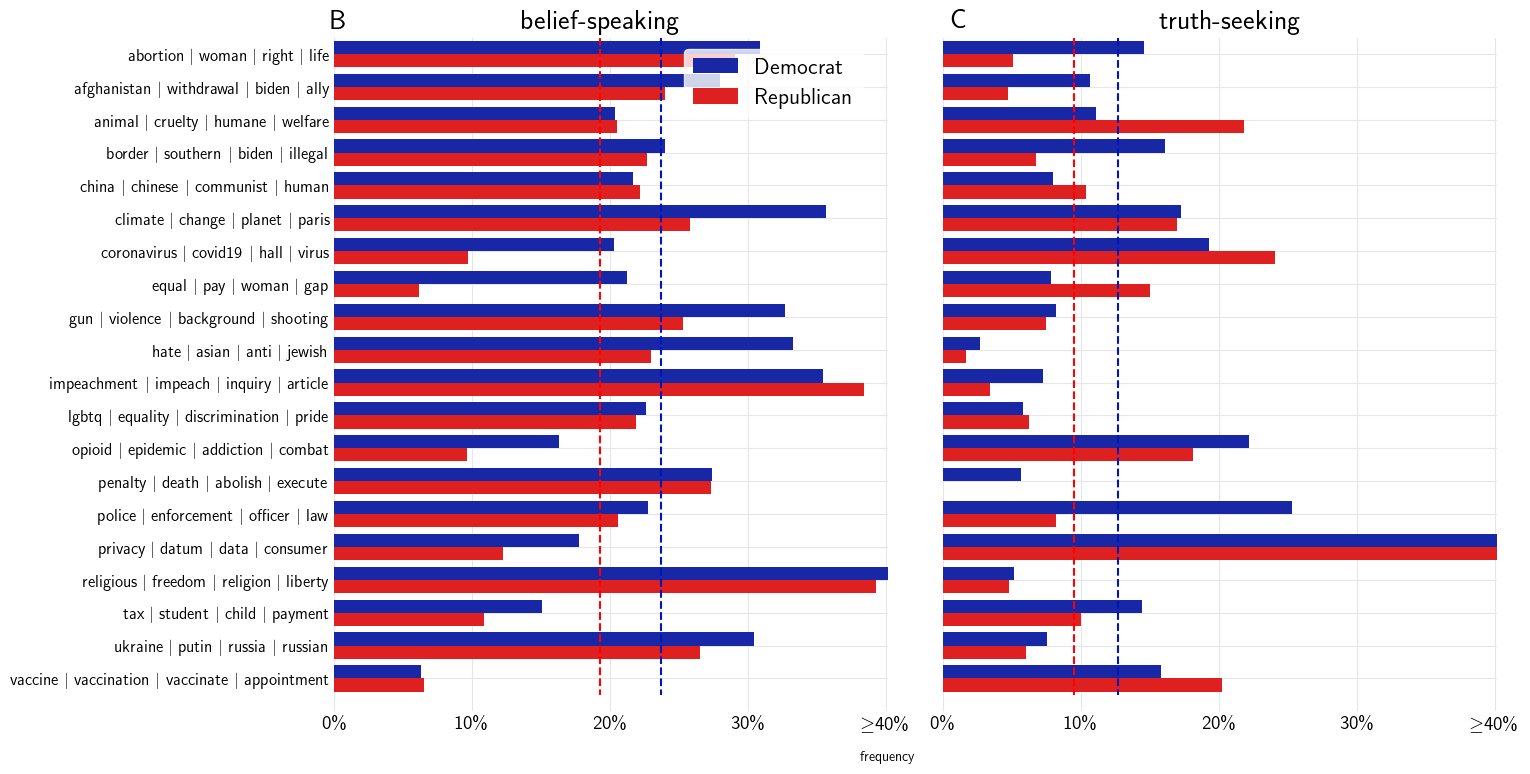 B
belief-speaking
C
truth-seeking
Democrat
Republican
abortion | woman | right | life
afghanistan | withdrawal | biden | ally
animal | cruelty | humane | welfare
border | southern | biden | illegal
china | chinese | communist | human
climate | change | planet | paris
coronavirus | covid19 | hall | virus
equal | pay | woman | gap
gun | violence | background | shooting
hate | asian | anti | jewish
impeachment | impeach | inquiry | article
lgbtq | equality | discrimination | pride
opioid | epidemic | addiction | combat
penalty | death | abolish | execute
police | enforcement | officer | law
privacy | datum | data | consumer
religious | freedom | religion | liberty
tax | student | child | payment
ukraine | putin | russia | russian
vaccine | vaccination | vaccinate | appointment
0% 10% 20% 30% ≥40%
0% 10% 20% 30% ≥40%
frequency